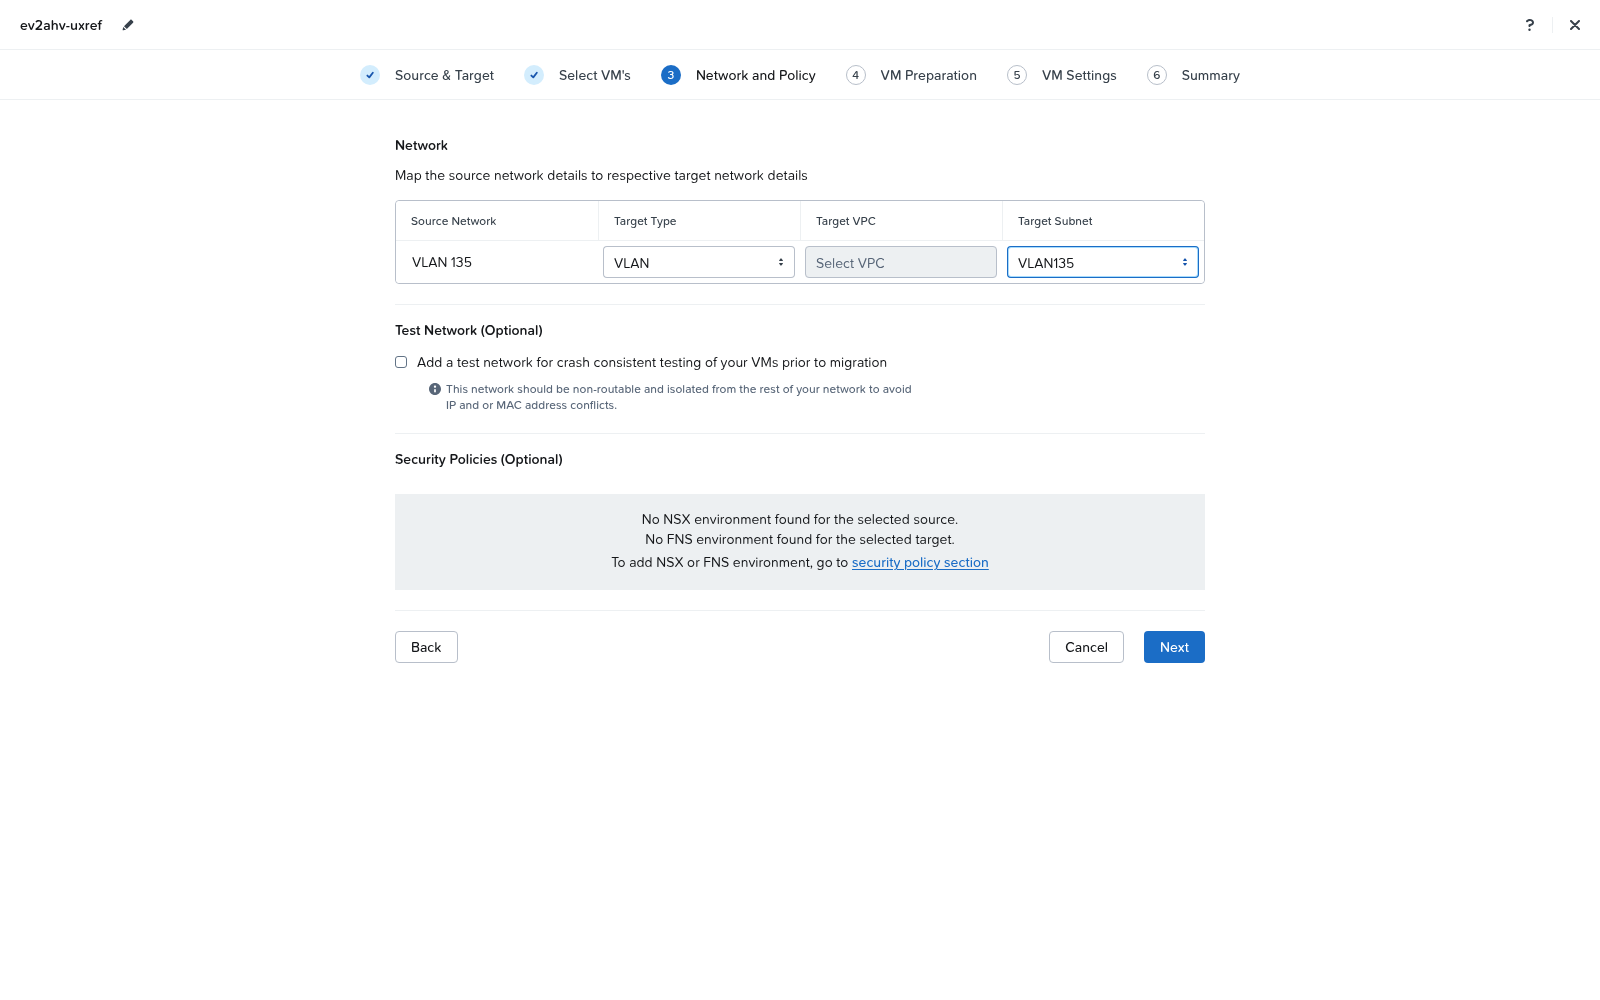 ev2ahv-uxref
?
Source & Target
Select VM's
3 Network and Policy
4 VM Preparation
5 VM Settings
6 Summary
Network
Map the source network details to respective target network details
Source Network Target Type Target VPC Target Subnet
VLAN 135 VLAN Select VPC VLAN135
Test Network (Optional)
Add a test network for crash consistent testing of your VMs prior to migration
This network should be non-routable and isolated from the rest of your network to avoid
IP and or MAC address conflicts.
Security Policies (Optional)
No NSX environment found for the selected source.
No FNS environment found for the selected target.
To add NSX or FNS environment, go to security policy section
Back Cancel Next